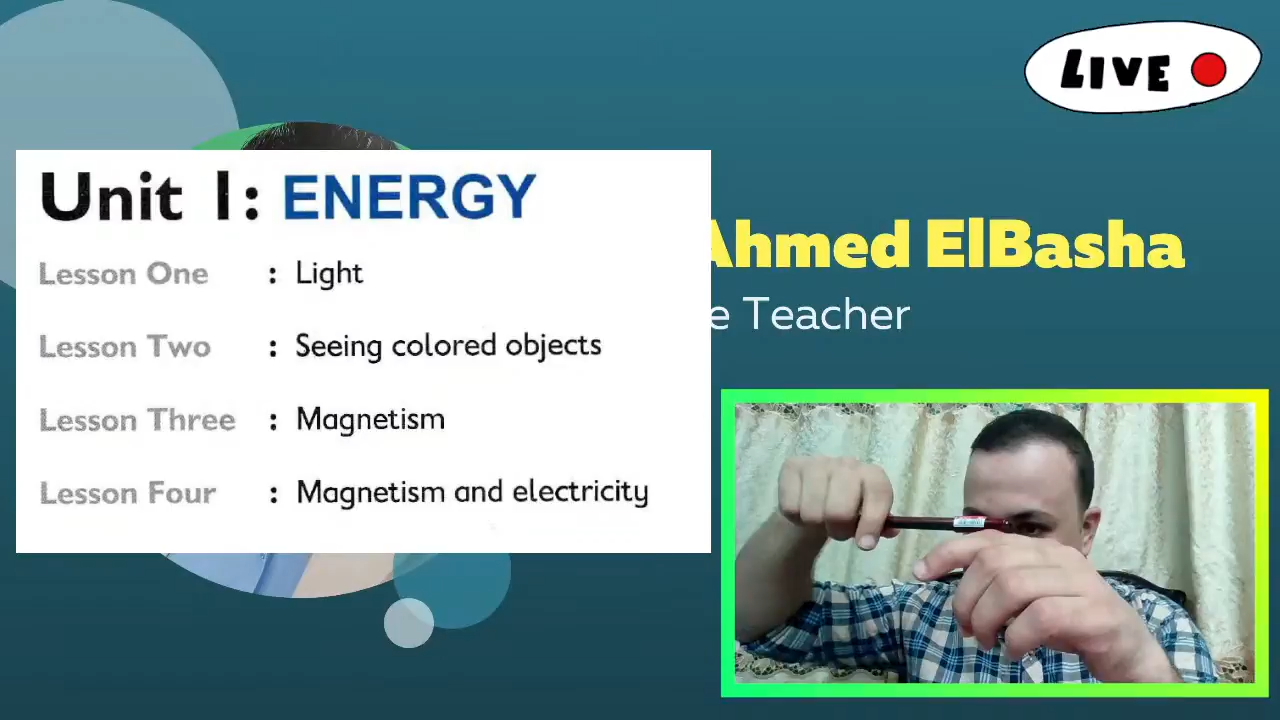 LIVE
Unit 1: ENERGY
Ahmed ElBasha
Lesson One : Light
e Teacher
Lesson Two : Seeing colored objects
Lesson Three : Magnetism
Lesson Four : Magnetism and electricity